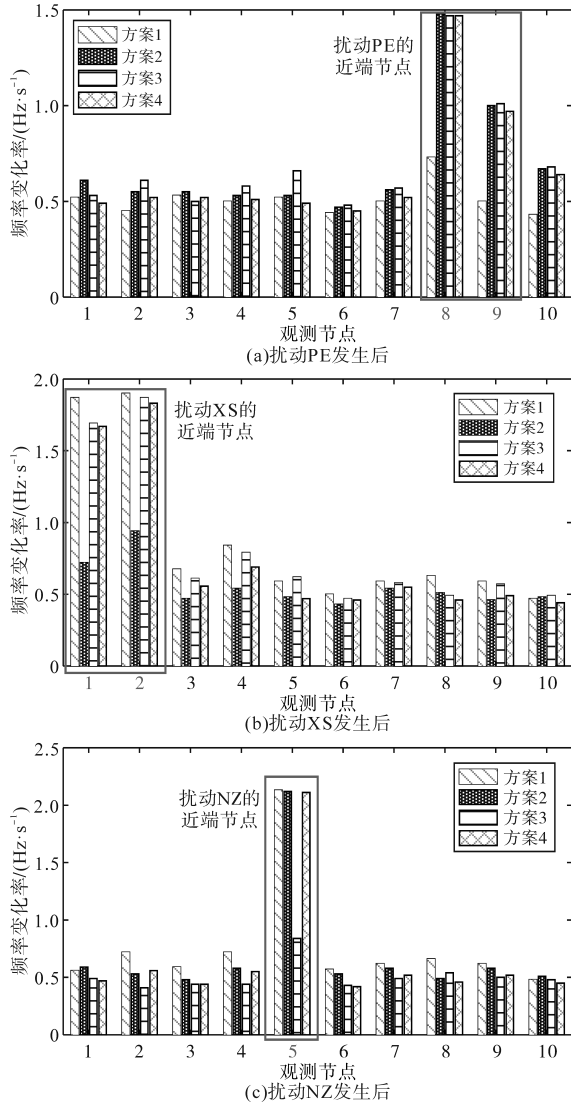 1.5
1.0
0.5
0
频率变化率/(Hz·s⁻¹)
方案1
方案2
方案3
方案4
扰动PE的
近端节点
1 2 3 4 5 6 7 8 9 10
观测节点
(a)扰动PE发生后
2.0
1.5
1.0
0.5
0
频率变化率/(Hz·s⁻¹)
扰动XS的
近端节点
方案1
方案2
方案3
方案4
1 2 3 4 5 6 7 8 9 10
观测节点
(b)扰动XS发生后
2.5
2.0
1.5
1.0
0.5
0
频率变化率/(Hz·s⁻¹)
扰动NZ的
近端节点
方案1
方案2
方案3
方案4
1 2 3 4 5 6 7 8 9 10
观测节点
(c)扰动NZ发生后